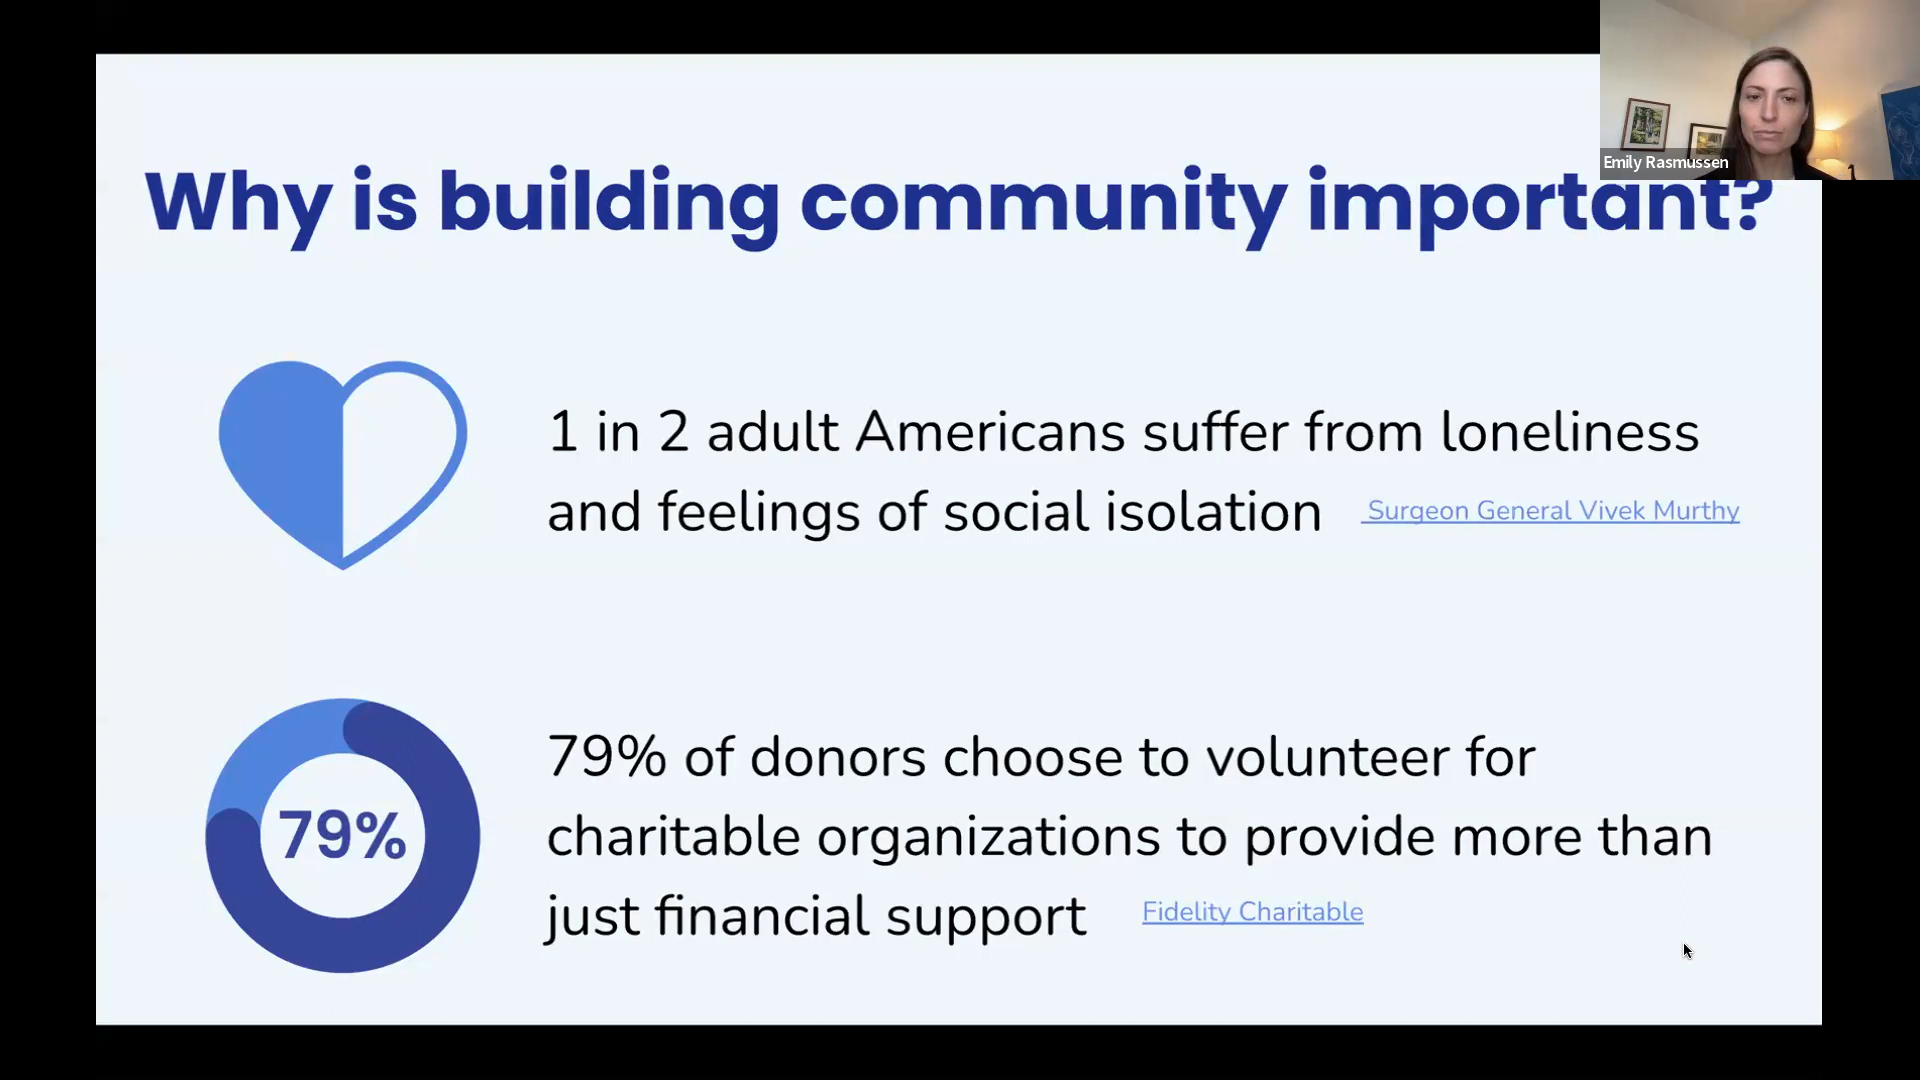 Emily Rasmussen
Why is building community important?
1 in 2 adult Americans suffer from loneliness
and feelings of social isolation Surgeon General Vivek Murthy
79%
79% of donors choose to volunteer for
charitable organizations to provide more than
just financial support Fidelity Charitable